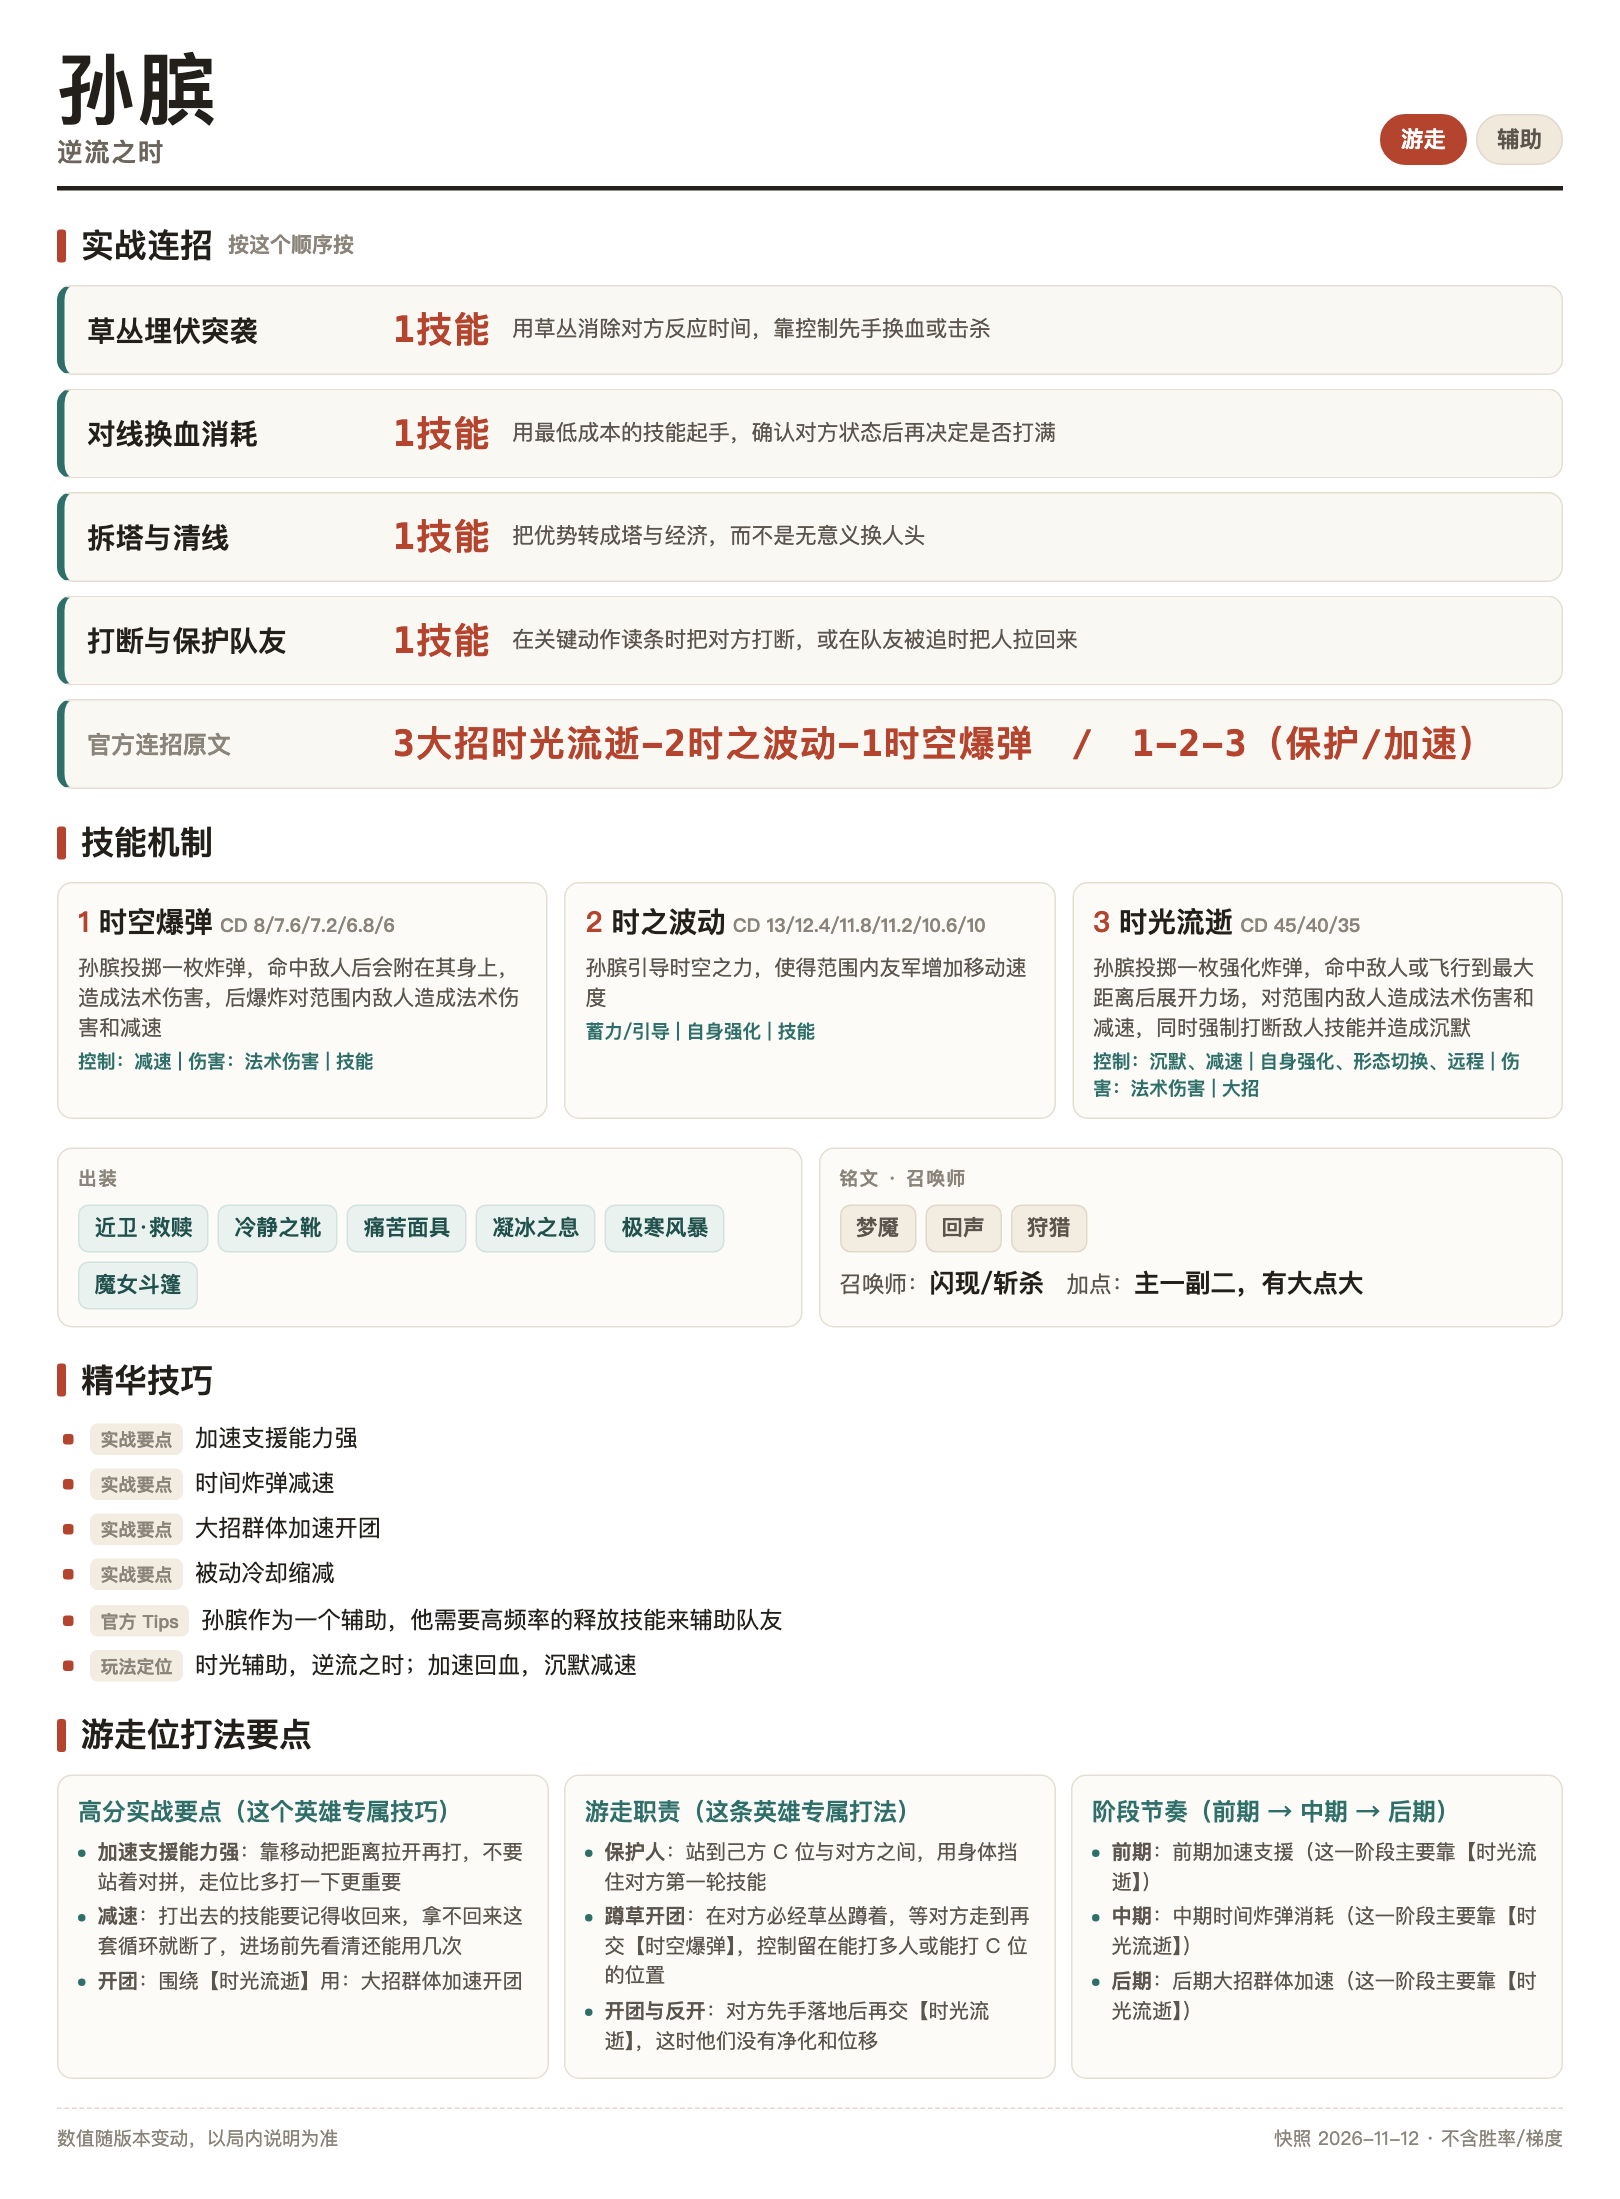 孙膑
逆流之时
游走 辅助
实战连招 按这个顺序按
草丛埋伏突袭 1技能 用草丛消除对方反应时间，靠控制先手换血或击杀
对线换血消耗 1技能 用最低成本的技能起手，确认对方状态后再决定是否打满
拆塔与清线 1技能 把优势转成塔与经济，而不是无意义换人头
打断与保护队友 1技能 在关键动作读条时把对方打断，或在队友被追时把人拉回来
官方连招原文 3大招时光流逝-2时之波动-1时空爆弹 / 1-2-3（保护/加速）
技能机制
1 时空爆弹 CD 8/7.6/7.2/6.8/6
孙膑投掷一枚炸弹，命中敌人后会附在其身上，
造成法术伤害，后爆炸对范围内敌人造成法术伤
害和减速
控制：减速 | 伤害：法术伤害 | 技能
2 时之波动 CD 13/12.4/11.8/11.2/10.6/10
孙膑引导时空之力，使得范围内友军增加移动速
度
蓄力/引导 | 自身强化 | 技能
3 时光流逝 CD 45/40/35
孙膑投掷一枚强化炸弹，命中敌人或飞行到最大
距离后展开力场，对范围内敌人造成法术伤害和
减速，同时强制打断敌人技能并造成沉默
控制：沉默、减速 | 自身强化、形态切换、远程 | 伤
害：法术伤害 | 大招
出装
近卫·救赎 冷静之靴 痛苦面具 凝冰之息 极寒风暴
魔女斗篷
铭文 · 召唤师
梦魇 回声 狩猎
召唤师：闪现/斩杀 加点：主一副二，有大点大
精华技巧
实战要点 加速支援能力强
实战要点 时间炸弹减速
实战要点 大招群体加速开团
实战要点 被动冷却缩减
官方 Tips 孙膑作为一个辅助，他需要高频率的释放技能来辅助队友
玩法定位 时光辅助，逆流之时；加速回血，沉默减速
游走位打法要点
高分实战要点（这个英雄专属技巧）
加速支援能力强：靠移动把距离拉开再打，不要
站着对拼，走位比多打一下更重要
减速：打出去的技能要记得收回来，拿不回来这
套循环就断了，进场前先看清还能用几次
开团：围绕【时光流逝】用：大招群体加速开团
游走职责（这条英雄专属打法）
保护人：站到己方 C 位与对方之间，用身体挡
住对方第一轮技能
蹲草开团：在对方必经草丛蹲着，等对方走到再
交【时空爆弹】，控制留在能打多人或能打 C 位
的位置
开团与反开：对方先手落地后再交【时光流
逝】，这时他们没有净化和位移
阶段节奏（前期 → 中期 → 后期）
前期：前期加速支援（这一阶段主要靠【时光流
逝】）
中期：中期时间炸弹消耗（这一阶段主要靠【时
光流逝】）
后期：后期大招群体加速（这一阶段主要靠【时
光流逝】）
数值随版本变动，以局内说明为准
快照 2026-11-12 · 不含胜率/梯度